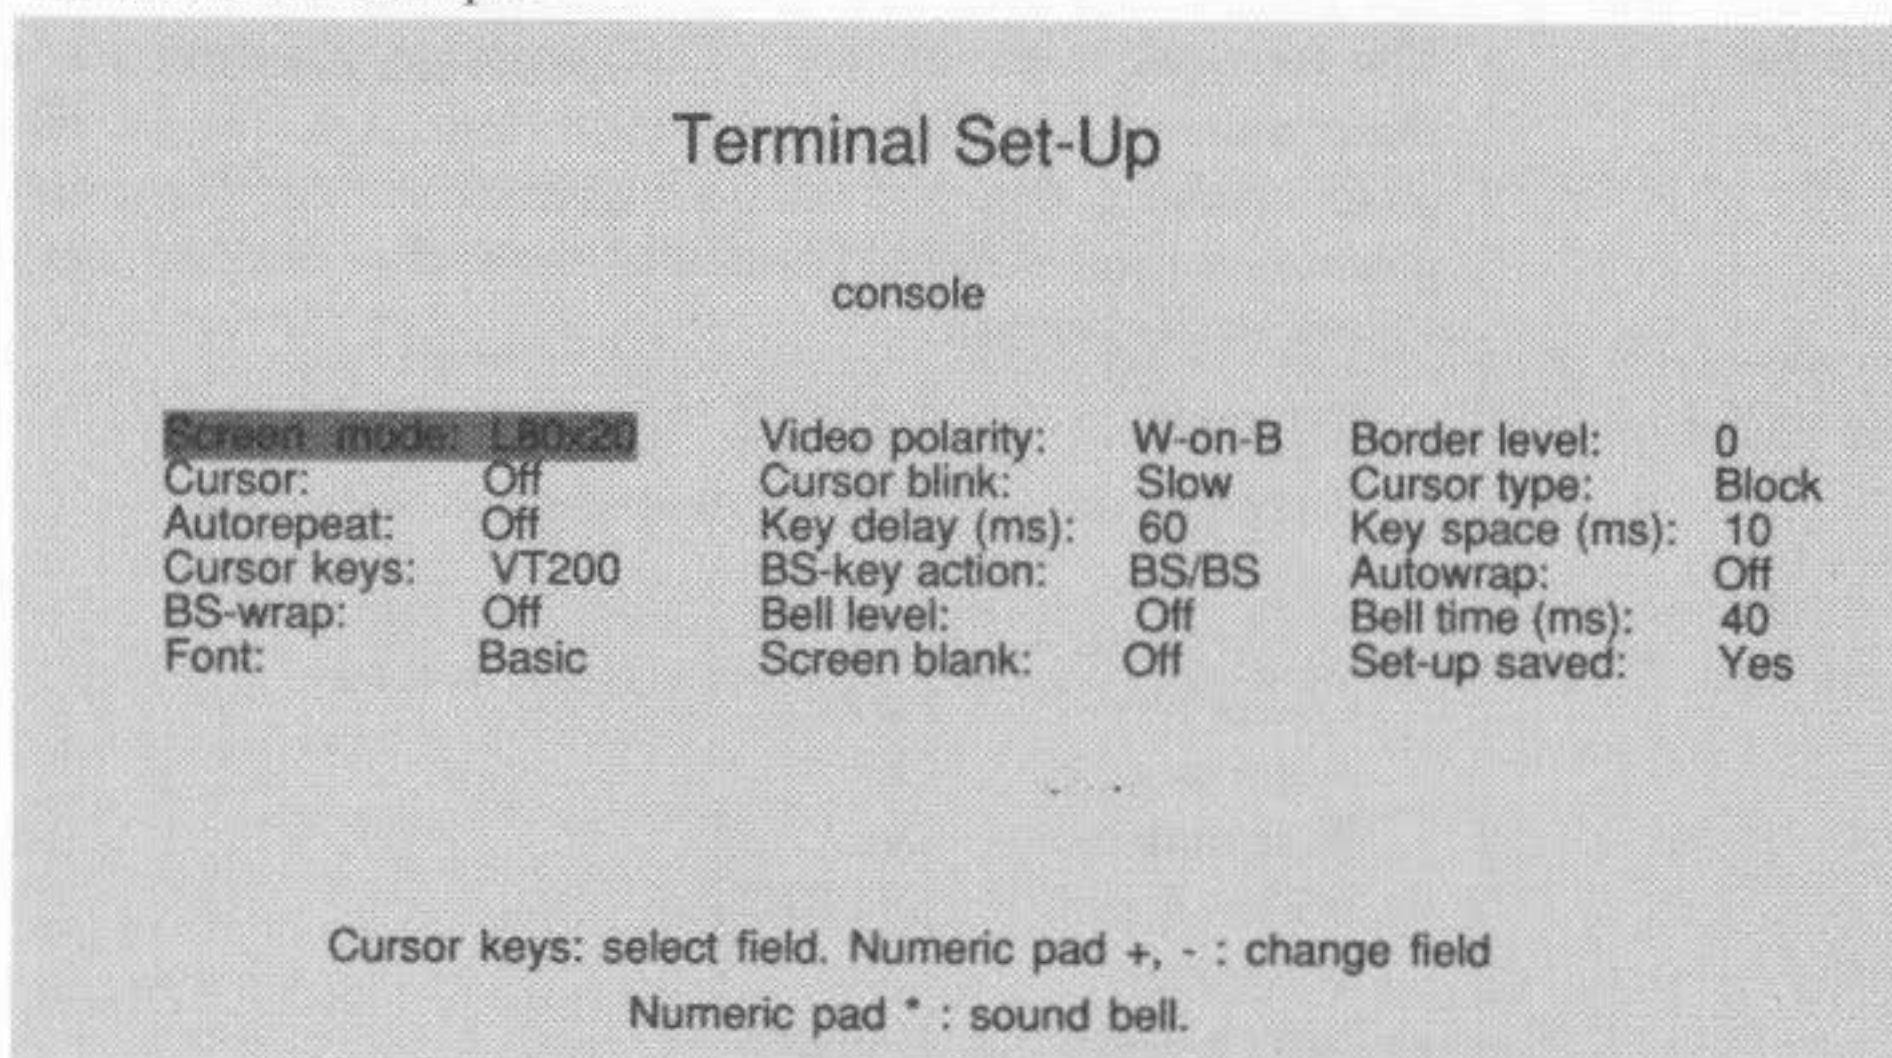 Terminal Set-Up
console
Screen mode: L80x20 Video polarity: W-on-B Border level: 0
Cursor: Off Cursor blink: Slow Cursor type: Block
Autorepeat: Off Key delay (ms): 60 Key space (ms): 10
Cursor keys: VT200 BS-key action: BS/BS Autowrap: Off
BS-wrap: Off Bell level: Off Bell time (ms): 40
Font: Basic Screen blank: Off Set-up saved: Yes
Cursor keys: select field. Numeric pad +, - : change field
Numeric pad * : sound bell.